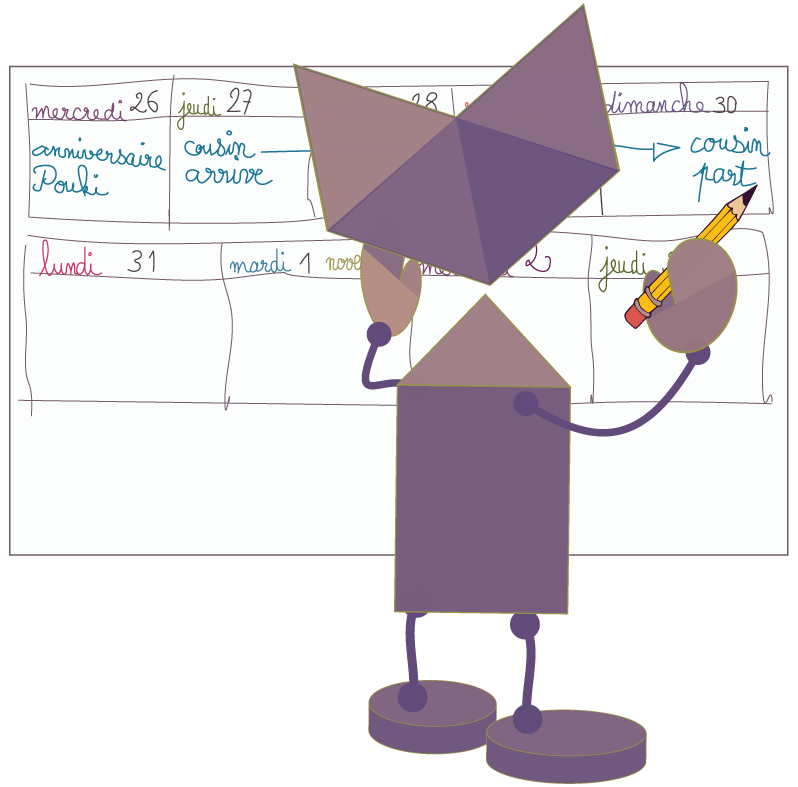 mercredi 26 jeudi 27 28 dimanche 30
anniversaire cousin cousin
Pouki arrive part
lundi 31 mardi 1 nove 2 jeudi